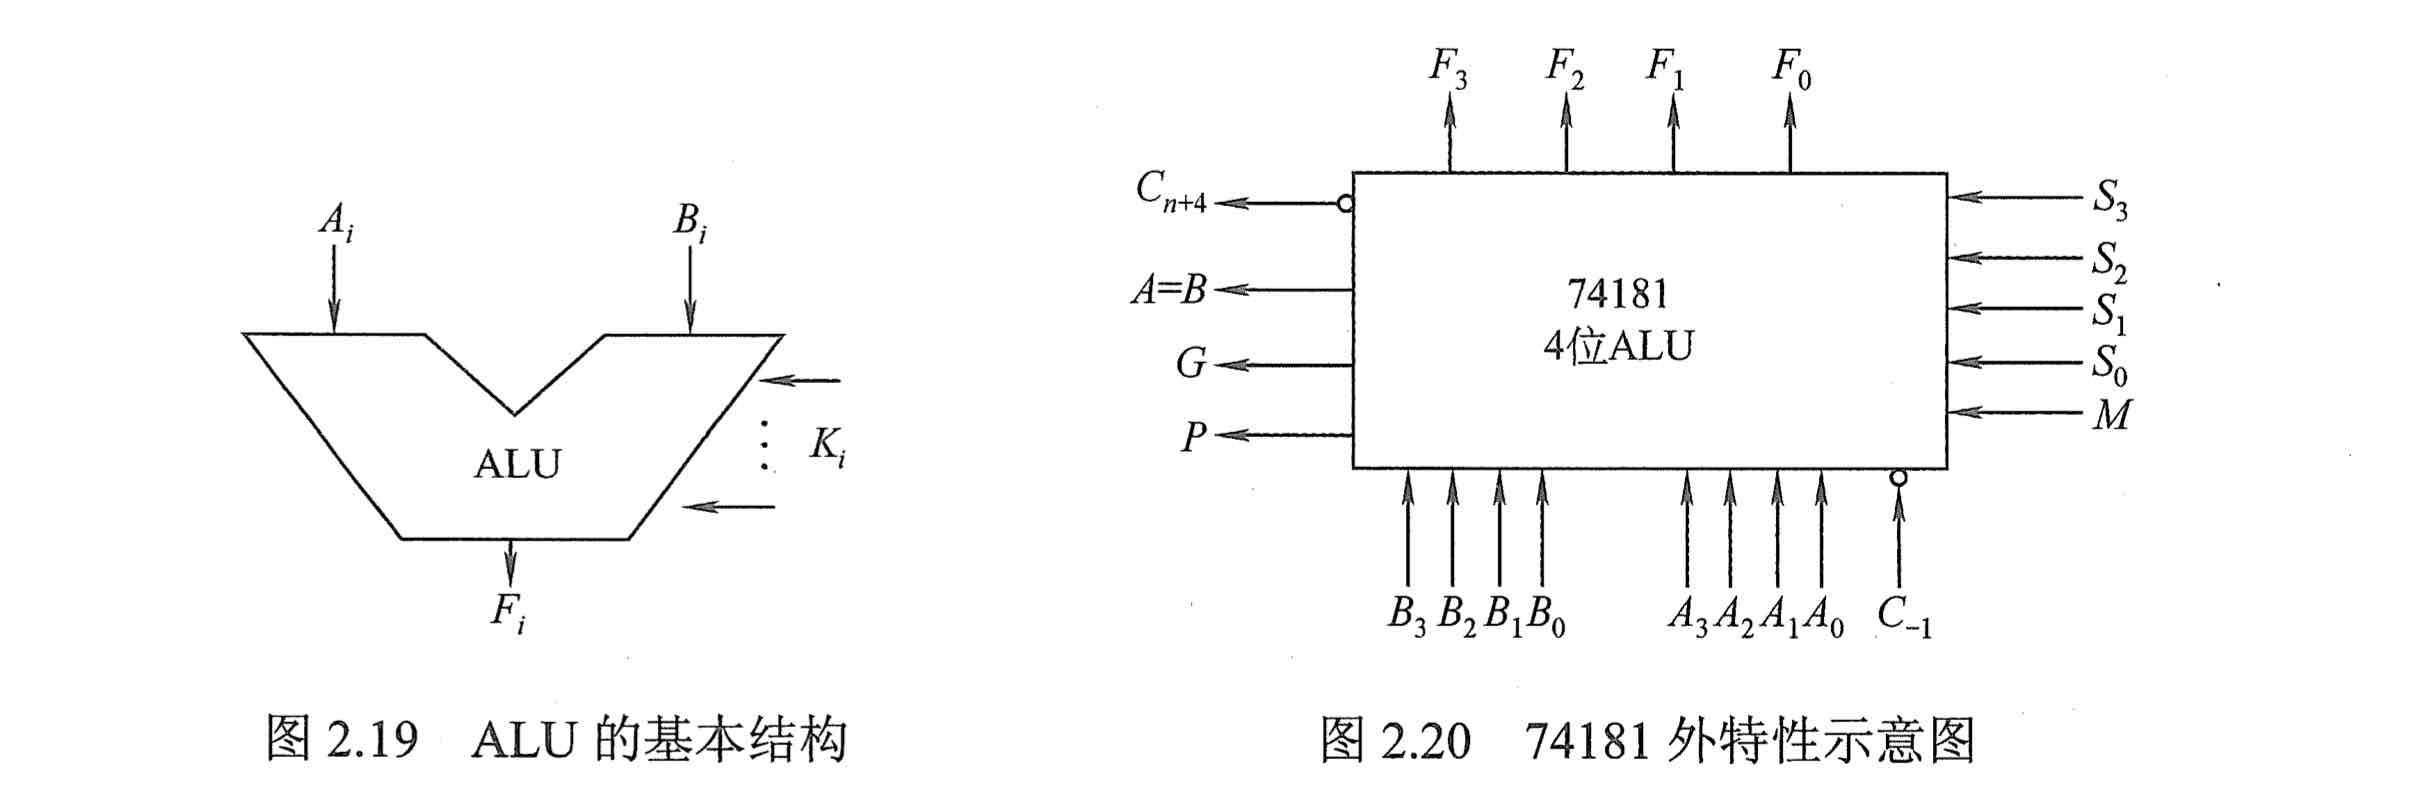 A_i B_i
K_i
ALU
F_i
图 2.19 ALU 的基本结构
F_3 F_2 F_1 F_0
C_{n+4}
A=B
G
P
74181
4位ALU
S_3
S_2
S_1
S_0
M
B_3 B_2 B_1 B_0 A_3 A_2 A_1 A_0 C_{-1}
图 2.20 74181 外特性示意图